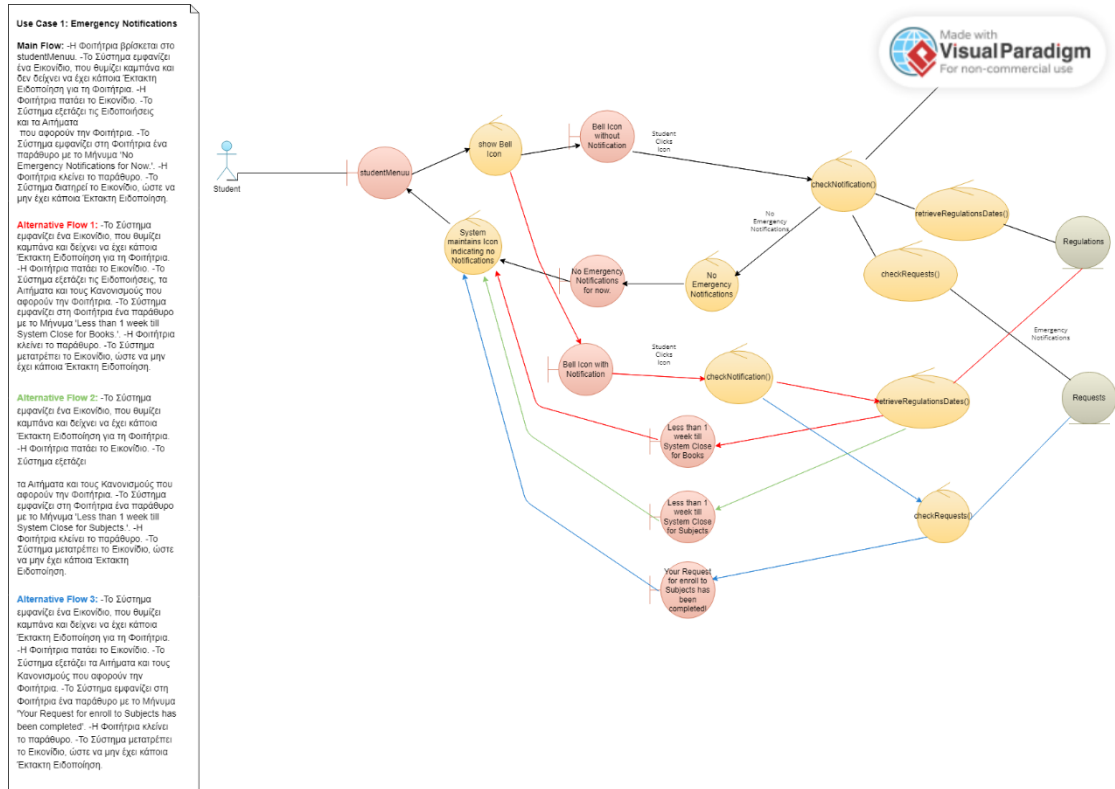 Use Case 1: Emergency Notifications
Main Flow: -Η Φοιτήτρια βρίσκεται στο
studentMenuu. -Το Σύστημα εμφανίζει
ένα Εικονίδιο, που θυμίζει καμπάνα και
δεν δείχνει να έχει κάποια Έκτακτη
Ειδοποίηση για τη Φοιτήτρια. -Η
Φοιτήτρια πατάει το Εικονίδιο. -Το
Σύστημα εξετάζει τις Ειδοποιήσεις
και τα Αιτήματα
που αφορούν την Φοιτήτρια. -Το
Σύστημα εμφανίζει στη Φοιτήτρια ένα
παράθυρο με το Μήνυμα 'No
Emergency Notifications for Now.'. -Η
Φοιτήτρια κλείνει το παράθυρο. -Το
Σύστημα διατηρεί το Εικονίδιο, ώστε να
μην έχει κάποια Έκτακτη Ειδοποίηση.
Alternative Flow 1: -Το Σύστημα
εμφανίζει ένα Εικονίδιο, που θυμίζει
καμπάνα και δείχνει να έχει κάποια
Έκτακτη Ειδοποίηση για τη Φοιτήτρια.
-Η Φοιτήτρια πατάει το Εικονίδιο. -Το
Σύστημα εξετάζει τις Ειδοποιήσεις, τα
Αιτήματα και τους Κανονισμούς που
αφορούν την Φοιτήτρια. -Το Σύστημα
εμφανίζει στη Φοιτήτρια ένα παράθυρο
με το Μήνυμα 'Less than 1 week till
System Close for Books.'. -Η Φοιτήτρια
κλείνει το παράθυρο. -Το Σύστημα
μετατρέπει το Εικονίδιο, ώστε να μην
έχει κάποια Έκτακτη Ειδοποίηση.
Alternative Flow 2: -Το Σύστημα
εμφανίζει ένα Εικονίδιο, που θυμίζει
καμπάνα και δείχνει να έχει κάποια
Έκτακτη Ειδοποίηση για τη Φοιτήτρια.
-Η Φοιτήτρια πατάει το Εικονίδιο. -Το
Σύστημα εξετάζει
τα Αιτήματα και τους Κανονισμούς που
αφορούν την Φοιτήτρια. -Το Σύστημα
εμφανίζει στη Φοιτήτρια ένα παράθυρο
με το Μήνυμα 'Less than 1 week till
System Close for Subjects.'. -Η
Φοιτήτρια κλείνει το παράθυρο. -Το
Σύστημα μετατρέπει το Εικονίδιο, ώστε
να μην έχει κάποια Έκτακτη
Ειδοποίηση.
Alternative Flow 3: -Το Σύστημα
εμφανίζει ένα Εικονίδιο, που θυμίζει
καμπάνα και δείχνει να έχει κάποια
Έκτακτη Ειδοποίηση για τη Φοιτήτρια.
-Η Φοιτήτρια πατάει το Εικονίδιο. -Το
Σύστημα εξετάζει τα Αιτήματα και τους
Κανονισμούς που αφορούν την
Φοιτήτρια. -Το Σύστημα εμφανίζει στη
Φοιτήτρια ένα παράθυρο με το Μήνυμα
'Your Request for enroll to Subjects has
been completed'. -Η Φοιτήτρια κλείνει
το παράθυρο. -Το Σύστημα μετατρέπει
το Εικονίδιο, ώστε να μην έχει κάποια
Έκτακτη Ειδοποίηση.
Made with
Visual Paradigm
For non-commercial use
Student
studentMenuu
show Bell
Icon
Bell Icon
without
Notification
Student
Clicks
Icon
checkNotification()
retrieveRegulationsDates()
Regulations
checkRequests()
No
Emergency
Notifications
System
maintains Icon
indicating no
Notifications
No Emergency
Notifications
for now.
No
Emergency
Notifications
Emergency
Notifications
Bell Icon with
Notification
Student
Clicks
Icon
checkNotification()
retrieveRegulationsDates()
Requests
Less than 1
week till
System Close
for Books
Less than 1
week till
System Close
for Subjects
checkRequests()
Your Request
for enroll to
Subjects has
been
completed!